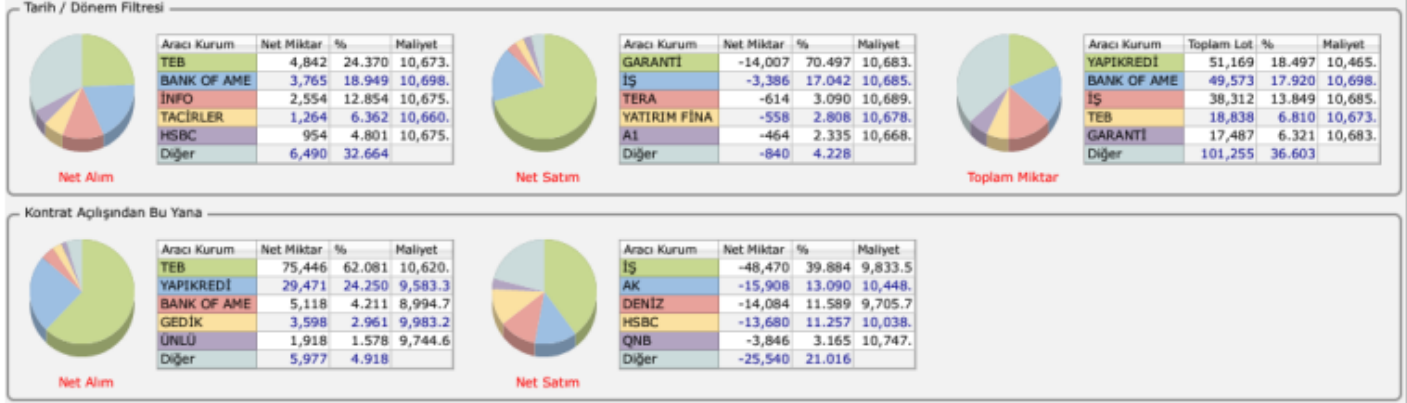 Tarih / Dönem Filtresi
Aracı Kurum Net Miktar % Maliyet
TEB 4,842 24.370 10,673.
BANK OF AME 3,765 18.949 10,698.
İNFO 2,554 12.854 10,675.
TACİRLER 1,264 6.362 10,660.
HSBC 954 4.801 10,675.
Diğer 6,490 32.664
Net Alım
Aracı Kurum Net Miktar % Maliyet
GARANTİ -14,007 70.497 10,683.
İŞ -3,386 17.042 10,685.
TERA -614 3.090 10,689.
YATIRIM FİNA -558 2.808 10,678.
A1 -464 2.335 10,668.
Diğer -840 4.228
Net Satım
Aracı Kurum Toplam Lot % Maliyet
YAPIKREDİ 51,169 18.497 10,465.
BANK OF AME 49,573 17.920 10,698.
İŞ 38,312 13.849 10,685.
TEB 18,838 6.810 10,673.
GARANTİ 17,487 6.321 10,683.
Diğer 101,255 36.603
Toplam Miktar
Kontrat Açılışından Bu Yana
Aracı Kurum Net Miktar % Maliyet
TEB 75,446 62.081 10,620.
YAPIKREDİ 29,471 24.250 9,583.3
BANK OF AME 5,118 4.211 8,994.7
GEDİK 3,598 2.961 9,983.2
ÜNLÜ 1,918 1.578 9,744.6
Diğer 5,977 4.918
Net Alım
Aracı Kurum Net Miktar % Maliyet
İŞ -48,470 39.884 9,833.5
AK -15,908 13.090 10,448.
DENİZ -14,084 11.589 9,705.7
HSBC -13,680 11.257 10,038.
QNB -3,846 3.165 10,747.
Diğer -25,540 21.016
Net Satım